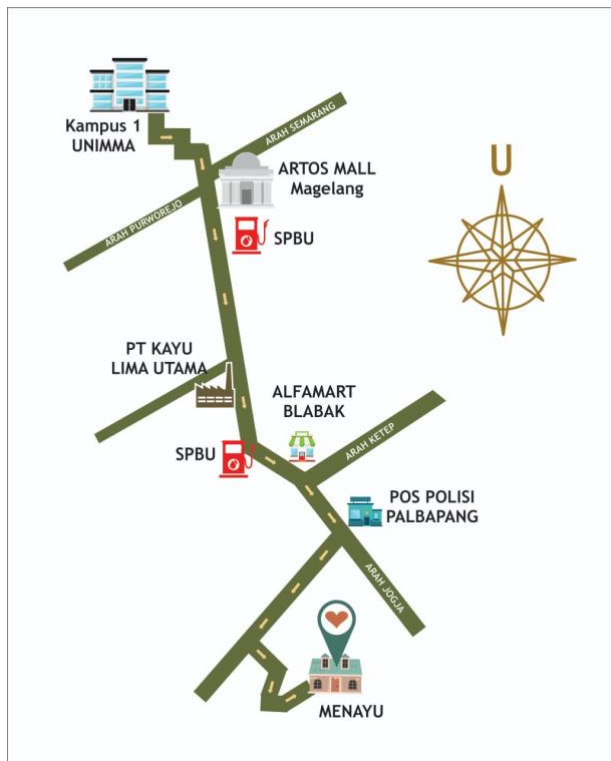 Kampus 1
UNIMMA
ARAH SEMARANG
ARTOS MALL
Magelang
U
ARAH PURWOREJO
SPBU
PT KAYU
LIMA UTAMA
ALFAMART
BLABAK
SPBU
ARAH KETEP
POS POLISI
PALBAPANG
ARAH JOGJA
MENAYU